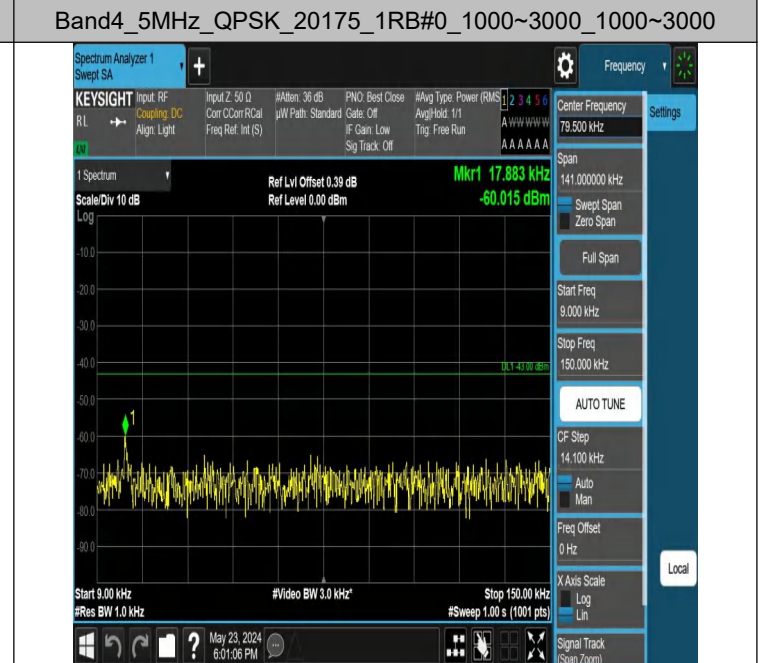 Band4_5MHz_QPSK_20175_1RB#0_1000~3000_1000~3000
Spectrum Analyzer 1
Swept SA
+
Frequency
KEYSIGHT
RL
Input: RF
Coupling: DC
Align: Light
Input Z: 50 Ω
Corr CCorr RCal
Freq Ref: Int (S)
#Atten: 36 dB
µW Path: Standard
PNO: Best Close
Gate: Off
IF Gain: Low
Sig Track: Off
#Avg Type: Power (RMS
Avg|Hold: 1/1
Trig: Free Run
1 2 3 4 5 6
A W W W W W
A A A A A A
Center Frequency
79.500 kHz
Settings
Span
141.000000 kHz
Swept Span
Zero Span
Full Span
Start Freq
9.000 kHz
Stop Freq
150.000 kHz
AUTO TUNE
CF Step
14.100 kHz
Auto
Man
Freq Offset
0 Hz
X Axis Scale
Log
Lin
Signal Track
(Span Zoom)
Local
1 Spectrum
Scale/Div 10 dB
Log
Ref Lvl Offset 0.39 dB
Ref Level 0.00 dBm
Mkr1 17.883 kHz
-60.015 dBm
-10.0
-20.0
-30.0
-40.0
DL1 -43.00 dBm
-50.0
1
-60.0
-70.0
-80.0
-90.0
Start 9.00 kHz
#Res BW 1.0 kHz
#Video BW 3.0 kHz*
Stop 150.00 kHz
#Sweep 1.00 s (1001 pts)
?
May 23, 2024
6:01:06 PM